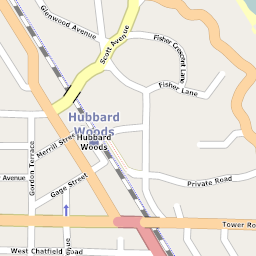 Glenwood Avenue
Scott Avenue
Fisher Crescent Lane
Fisher Lane
Hubbard
Woods
Hubbard
Woods
Merrill Street
Gordon Terrace
Avenue
Gage Street
Private Road
Tower Ro
West Chatfield Road